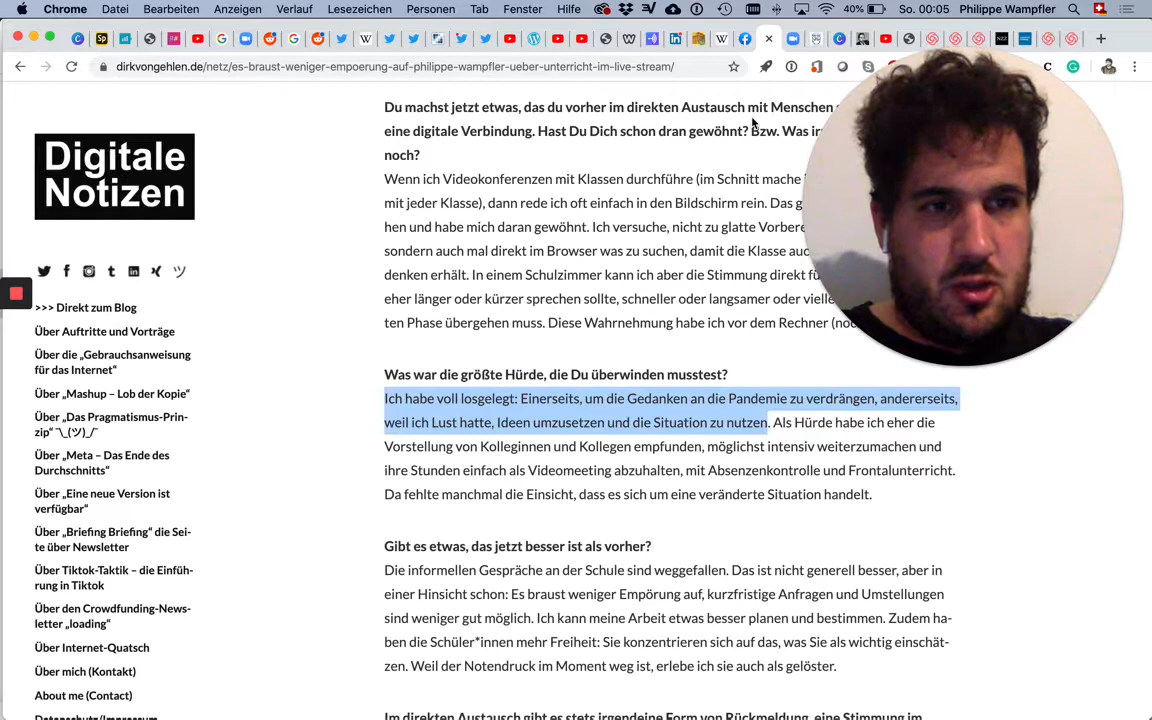 Chrome Datei Bearbeiten Anzeigen Verlauf Lesezeichen Personen Tab Fenster Hilfe 40% So. 00:05 Philippe Wampfler
dirkvongehlen.de/netz/es-braust-weniger-empoerung-auf-philippe-wampfler-ueber-unterricht-im-live-stream/
Digitale
Notizen
>>> Direkt zum Blog
Über Auftritte und Vorträge
Über die „Gebrauchsanweisung
für das Internet“
Über „Mashup – Lob der Kopie“
Über „Das Pragmatismus-Prin-
zip“ ¯\_(ツ)_/¯
Über „Meta – Das Ende des
Durchschnitts“
Über „Eine neue Version ist
verfügbar“
Über „Briefing Briefing“ die Sei-
te über Newsletter
Über Tiktok-Taktik – die Einfüh-
rung in Tiktok
Über den Crowdfunding-News-
letter „loading“
Über Internet-Quatsch
Über mich (Kontakt)
About me (Contact)
Datenschutz/Impressum
Du machst jetzt etwas, das du vorher im direkten Austausch mit Menschen
eine digitale Verbindung. Hast Du Dich schon dran gewöhnt? Bzw. Was
noch?
Wenn ich Videokonferenzen mit Klassen durchführe (im Schnitt mache
mit jeder Klasse), dann rede ich oft einfach in den Bildschirm rein. Das
hen und habe mich daran gewöhnt. Ich versuche, nicht zu glatte
sondern auch mal direkt im Browser was zu suchen, damit die Klasse
denken erhält. In einem Schulzimmer kann ich aber die Stimmung direkt
eher länger oder kürzer sprechen sollte, schneller oder langsamer oder
ten Phase übergehen muss. Diese Wahrnehmung habe ich vor dem Rechner
Was war die größte Hürde, die Du überwinden musstest?
Ich habe voll losgelegt: Einerseits, um die Gedanken an die Pandemie zu verdrängen, andererseits,
weil ich Lust hatte, Ideen umzusetzen und die Situation zu nutzen. Als Hürde habe ich eher die
Vorstellung von Kolleginnen und Kollegen empfunden, möglichst intensiv weiterzumachen und
ihre Stunden einfach als Videomeeting abzuhalten, mit Absenzenkontrolle und Frontalunterricht.
Da fehlte manchmal die Einsicht, dass es sich um eine veränderte Situation handelt.
Gibt es etwas, das jetzt besser ist als vorher?
Die informellen Gespräche an der Schule sind weggefallen. Das ist nicht generell besser, aber in
einer Hinsicht schon: Es braust weniger Empörung auf, kurzfristige Anfragen und Umstellungen
sind weniger gut möglich. Ich kann meine Arbeit etwas besser planen und bestimmen. Zudem ha-
ben die Schüler*innen mehr Freiheit: Sie konzentrieren sich auf das, was Sie als wichtig einschät-
zen. Weil der Notendruck im Moment weg ist, erlebe ich sie auch als gelöster.
Im direkten Austausch gibt es stets irgendeine Form von Rückmeldung, eine Stimmung im